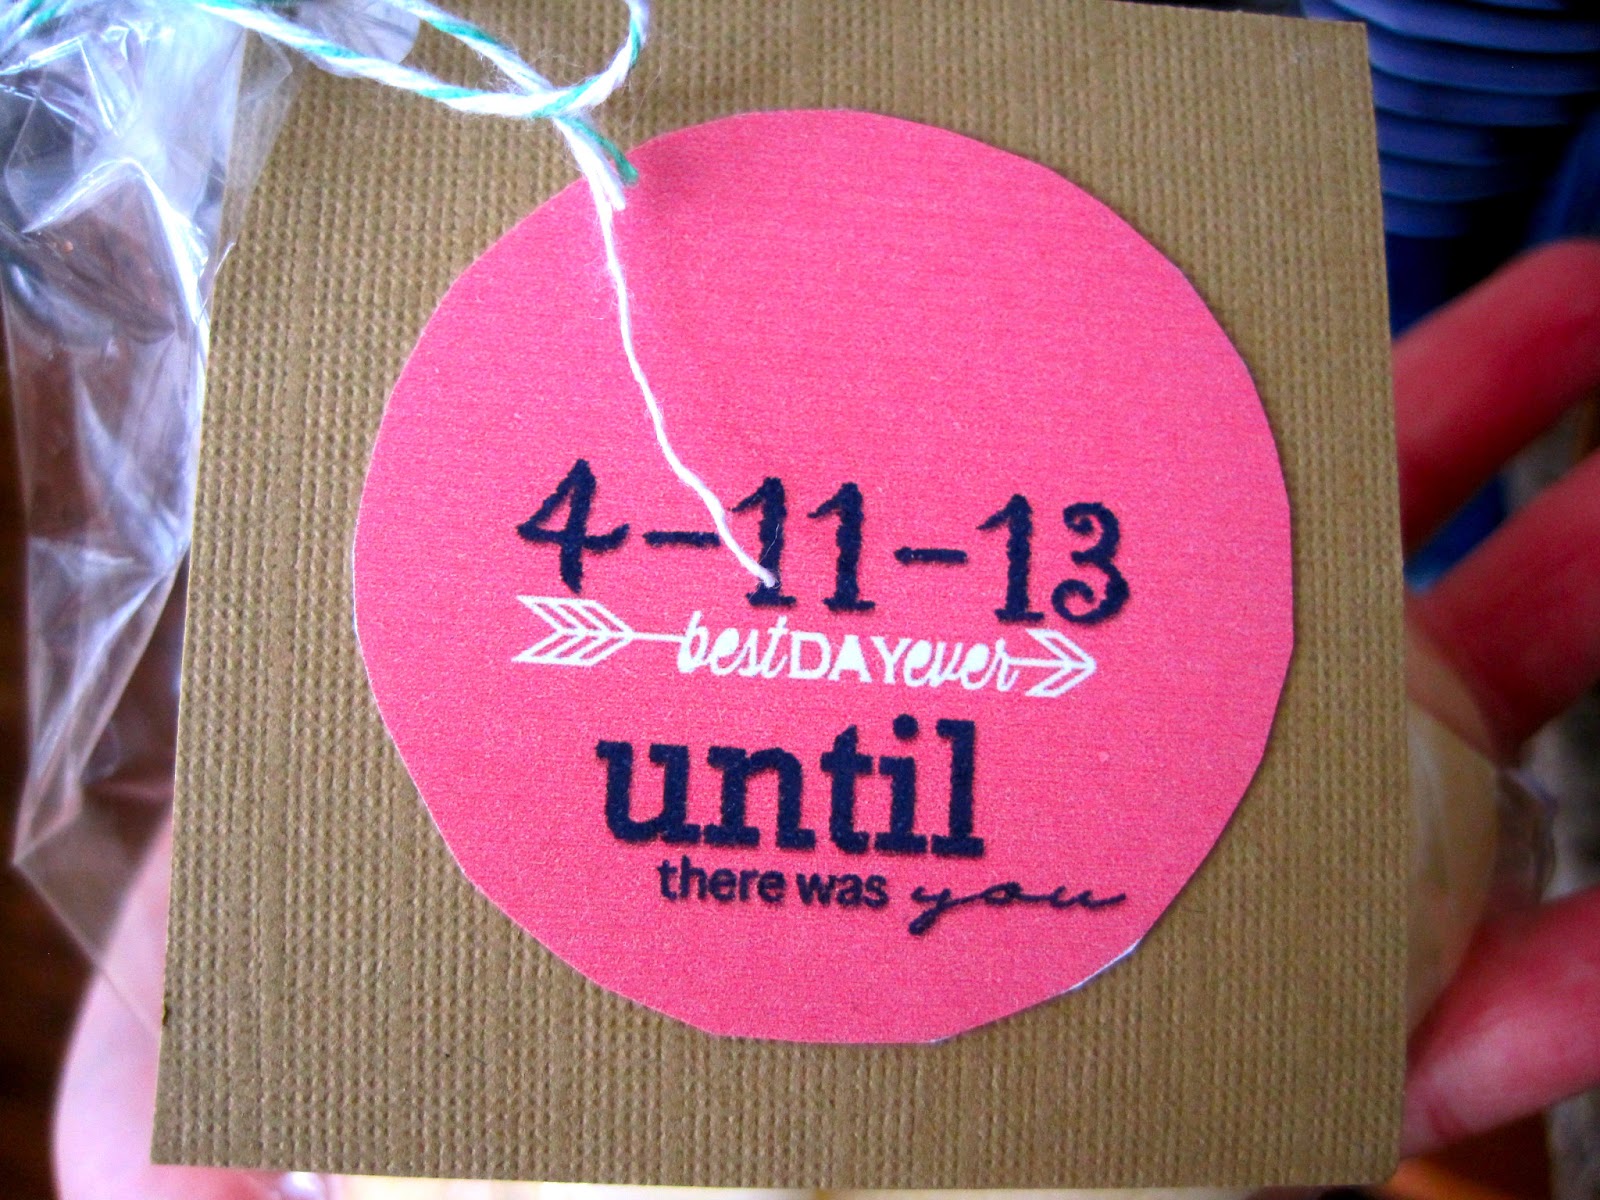 4-11-13
bestDAYever
until
there was you